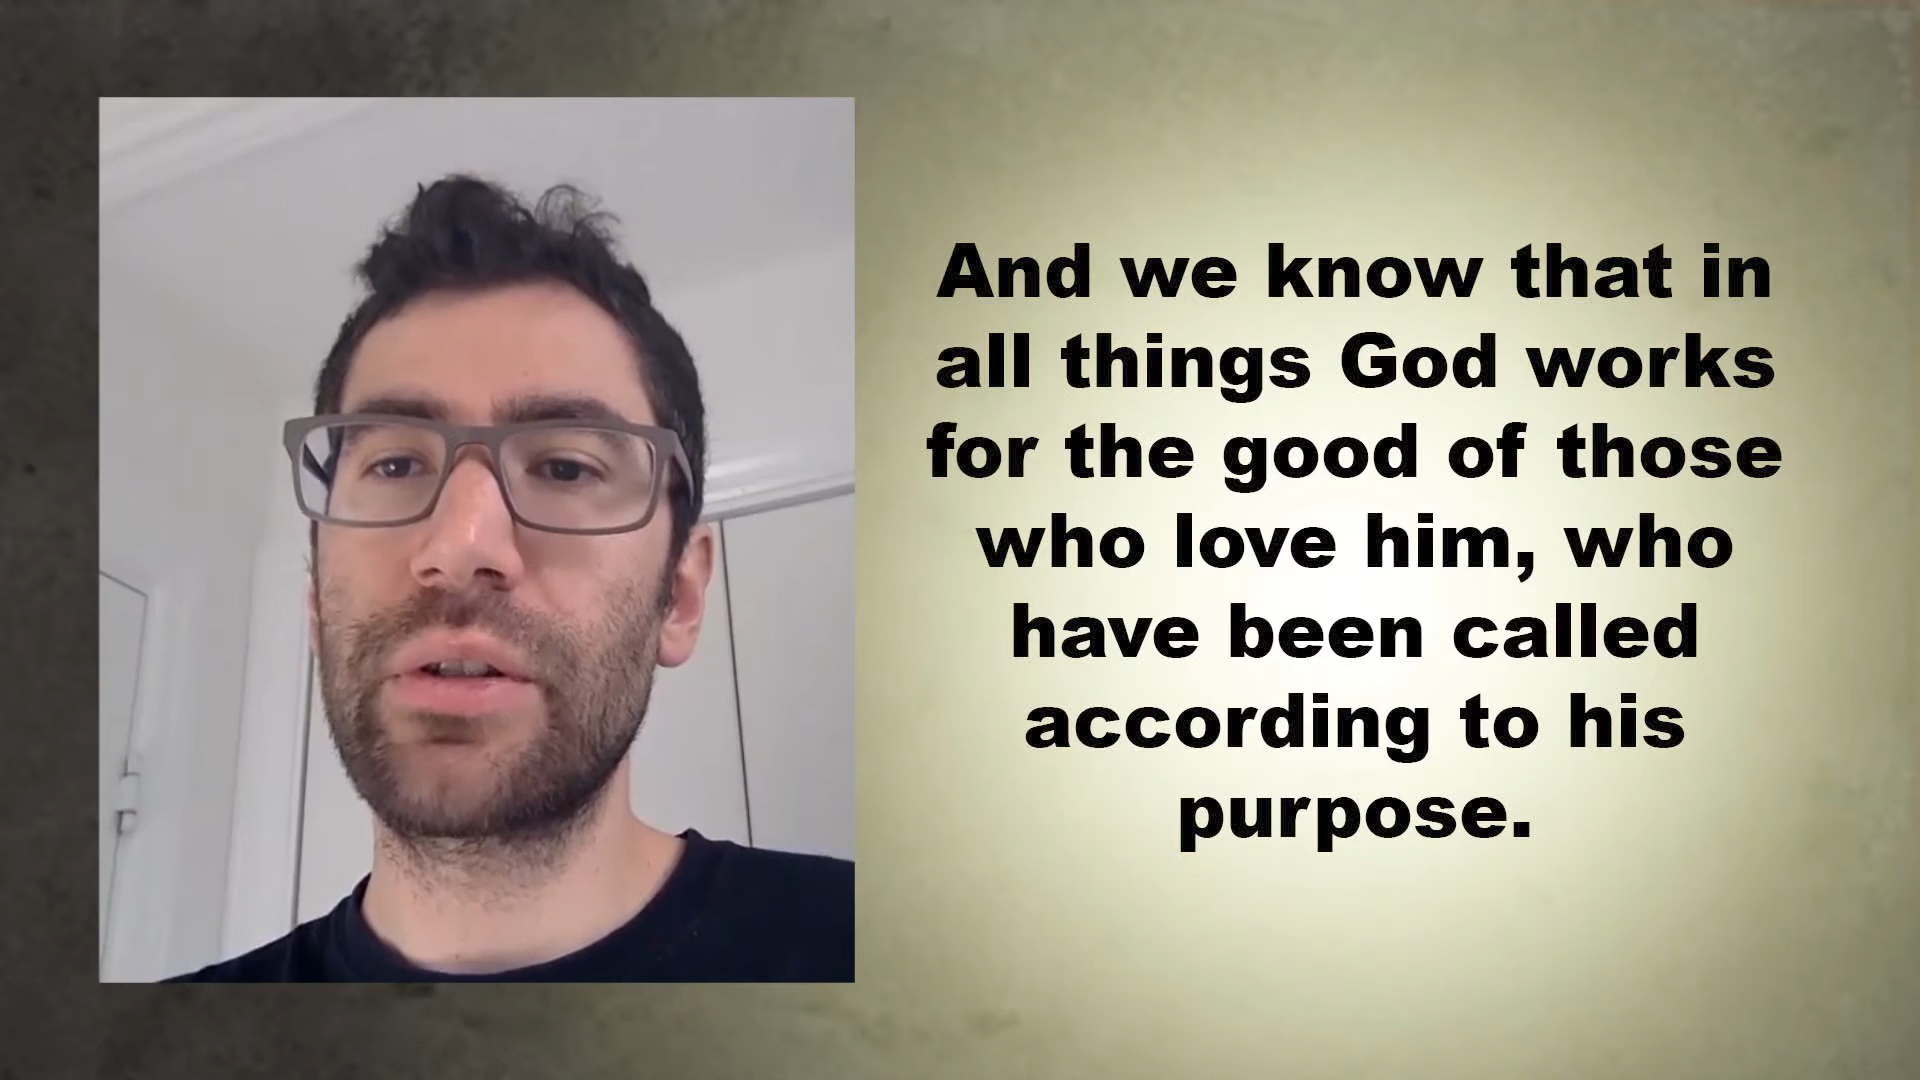 And we know that in
all things God works
for the good of those
who love him, who
have been called
according to his
purpose.